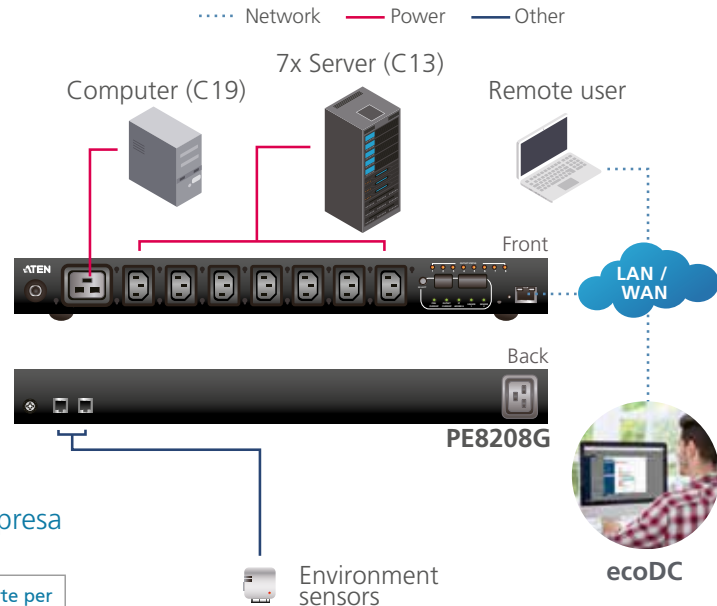 Network Power Other
7x Server (C13)
Computer (C19)
Remote user
Front
ATEN
LAN /
WAN
Back
PE8208G
presa
rte per
Environment
sensors
ecoDC